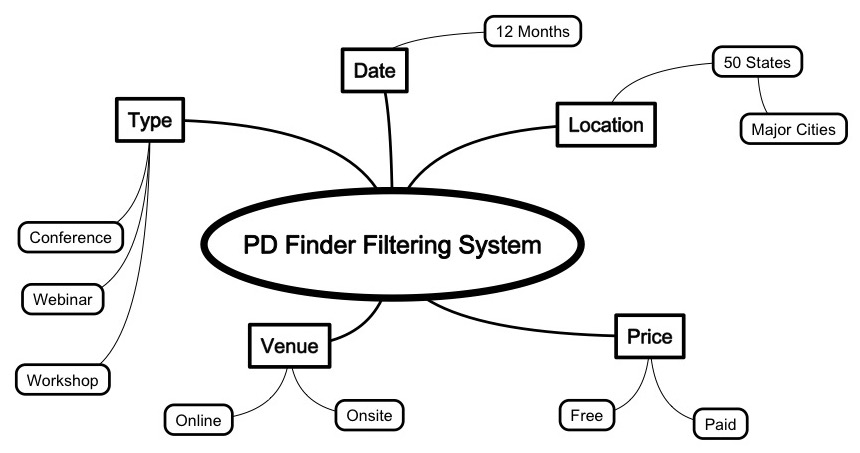 12 Months
Date
50 States
Type
Location
Major Cities
Conference
PD Finder Filtering System
Webinar
Venue
Price
Workshop
Online
Onsite
Free
Paid